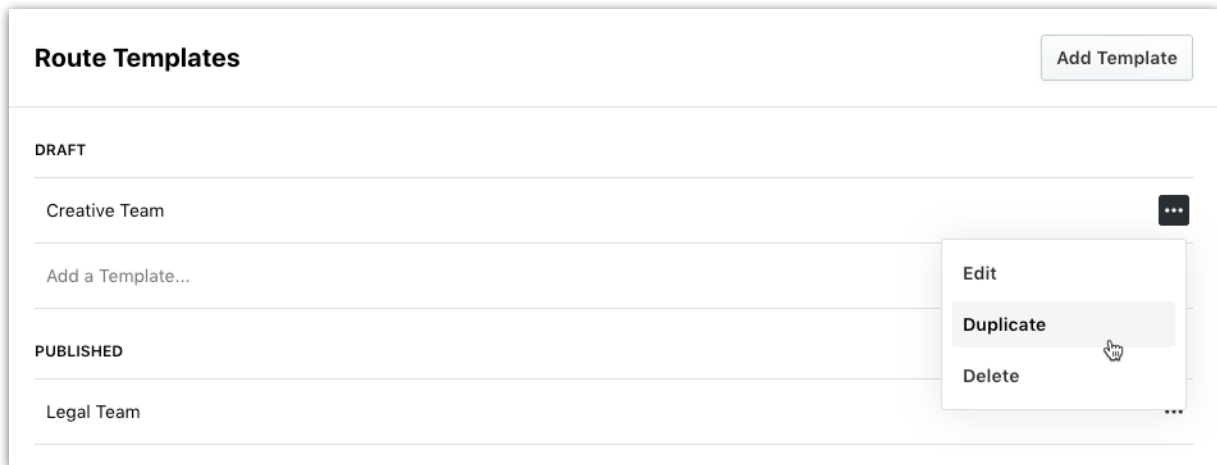 Route Templates
Add Template
DRAFT
Creative Team
Add a Template...
Edit
Duplicate
Delete
PUBLISHED
Legal Team